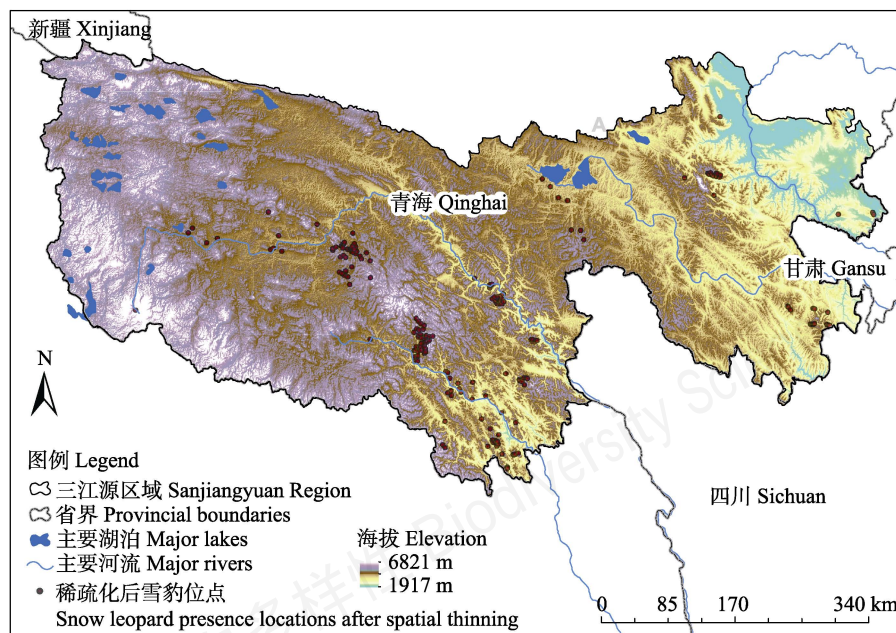 新疆 Xinjiang
青海 Qinghai
甘肃 Gansu
N
四川 Sichuan
图例 Legend
三江源区域 Sanjiangyuan Region
省界 Provincial boundaries
主要湖泊 Major lakes
主要河流 Major rivers
稀疏化后雪豹位点
Snow leopard presence locations after spatial thinning
海拔 Elevation
6821 m
1917 m
0 85 170 340 km